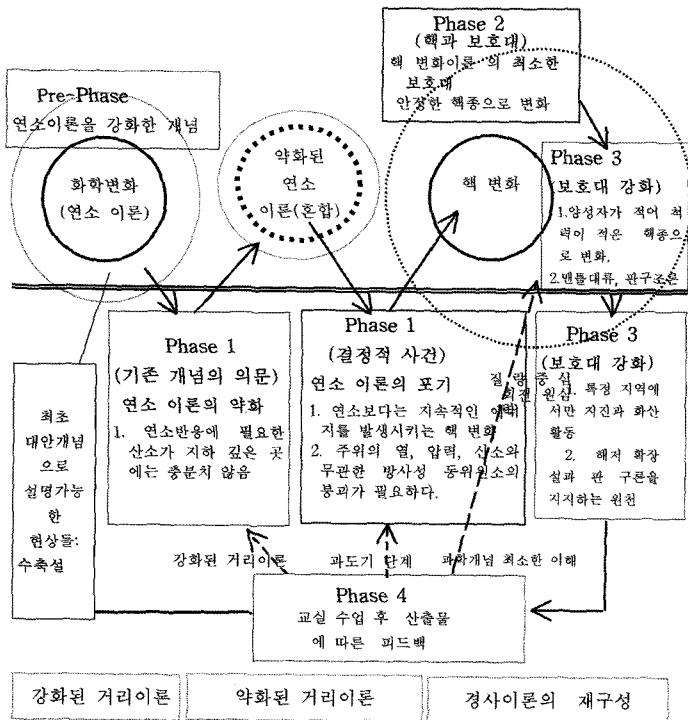 Phase 2
(핵과 보호대)
핵 변화이론 의 최소한
보호대
안정한 핵종으로 변화
Pre-Phase
연소이론을 강화한 개념
화학변화
(연소 이론)
약화된
연소
이론(혼합)
핵 변화
Phase 3
(보호대 강화)
1.양성자가 적어 척
력이 적은 핵종으
로 변화.
2.맨틀대류, 판구조론
Phase 1
(기존 개념의 의문)
연소 이론의 약화
1. 연소반응에 필요한
산소가 지하 깊은 곳
에는 충분치 않음
Phase 1
(결정적 사건)
연소 이론의 포기
1. 연소보다는 지속적인
지를 발생시키는 핵 변화
2. 주위의 열, 압력, 산소와
무관한 방사성 동위원소의
붕괴가 필요하다.
질량중심
회전 원심
Phase 3
(보호대 강화)
1. 특정 지역에
서만 지진과 화산
활동
2. 해저 확장
설과 판 구론을
지지하는 원천
최초
대안개념
으로
설명가능
한
현상들:
수축설
강화된 거리이론
과도기 단계
과학개념 최소한 이해
Phase 4
교실 수업 후 산출물
에 따른 피드백
강화된 거리이론
약화된 거리이론
경사이론의 재구성